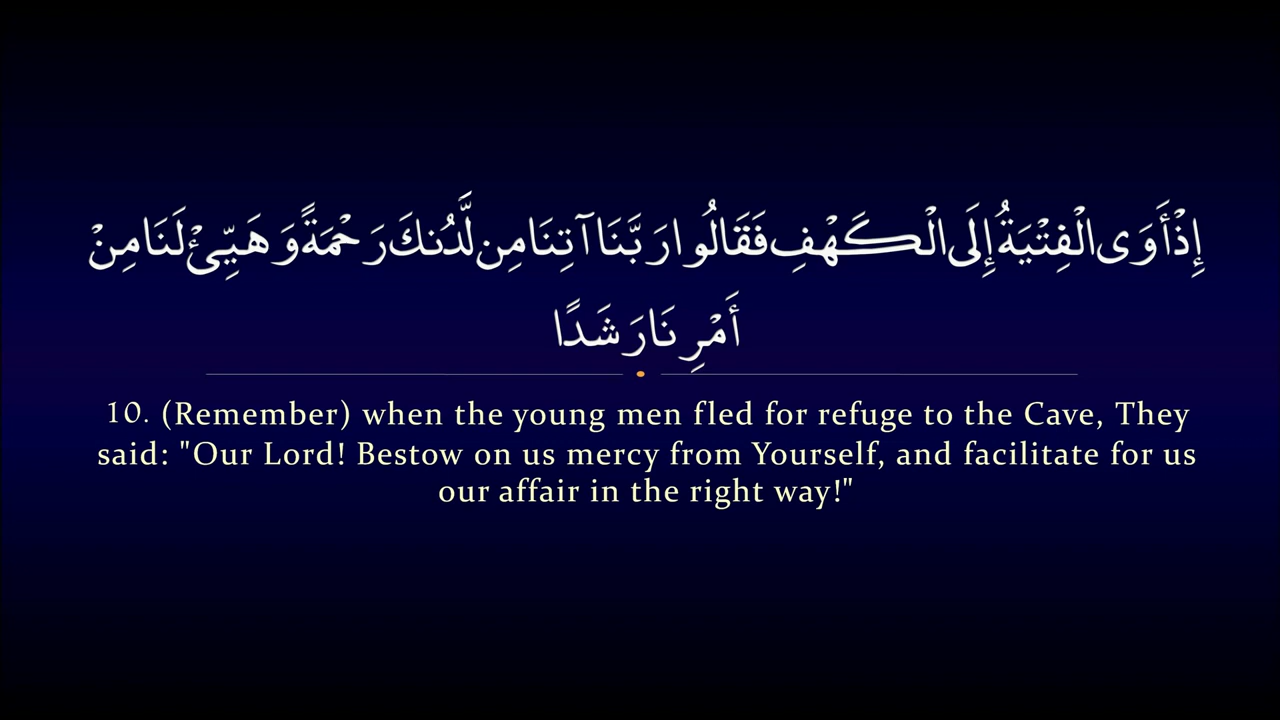 إِذْ أَوَى الْفِتْيَةُ إِلَى الْكَهْفِ فَقَالُوا رَبَّنَا آتِنَا مِن لَّدُنكَ رَحْمَةً وَهَيِّئْ لَنَا مِنْ
أَمْرِنَا رَشَدًا
10. (Remember) when the young men fled for refuge to the Cave, They
said: "Our Lord! Bestow on us mercy from Yourself, and facilitate for us
our affair in the right way!"